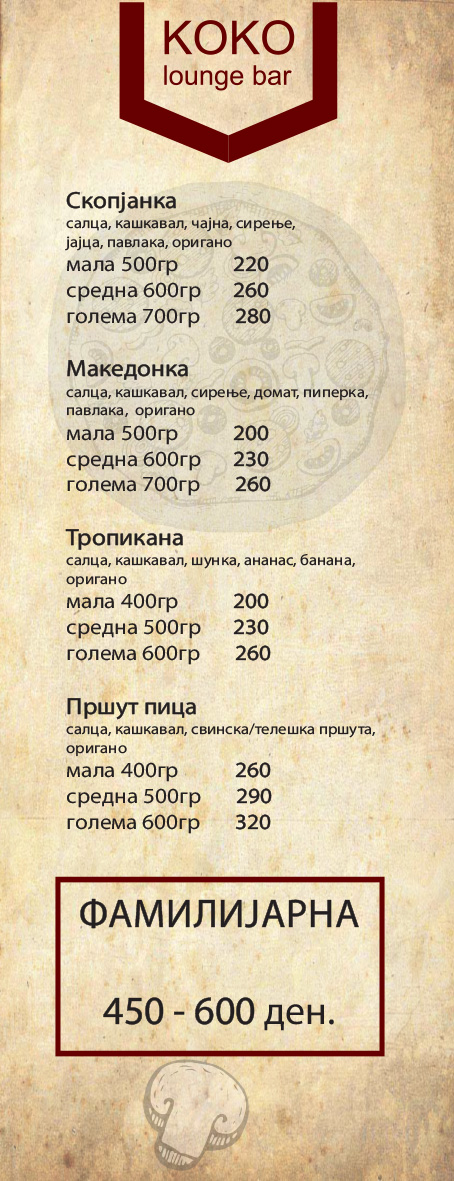 KOKO
lounge bar
Скопјанка
салца, кашкавал, чајна, сирење,
јајца, павлака, оригано
мала 500гр 220
средна 600гр 260
голема 700гр 280
Македонка
салца, кашкавал, сирење, домат, пиперка,
павлака, оригано
мала 500гр 200
средна 600гр 230
голема 700гр 260
Тропикана
салца, кашкавал, шунка, ананас, банана,
оригано
мала 400гр 200
средна 500гр 230
голема 600гр 260
Пршут пица
салца, кашкавал, свинска/телешка пршута,
оригано
мала 400гр 260
средна 500гр 290
голема 600гр 320
ФАМИЛИЈАРНА
450 - 600 ден.